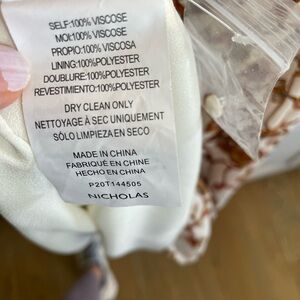 SELF:100% VISCOSE
MOI:100% VISCOSE
PROPIO:100% VISCOSA
LINING:100%POLYESTER
DOUBLURE:100%POLYESTER
REVESTIMIENTO:100%POLYESTER
DRY CLEAN ONLY
NETTOYAGE À SEC UNIQUEMENT
SÓLO LIMPIEZA EN SECO
MADE IN CHINA
FABRIQUÉ EN CHINE
HECHO EN CHINA
P20T144505
NICHOLAS